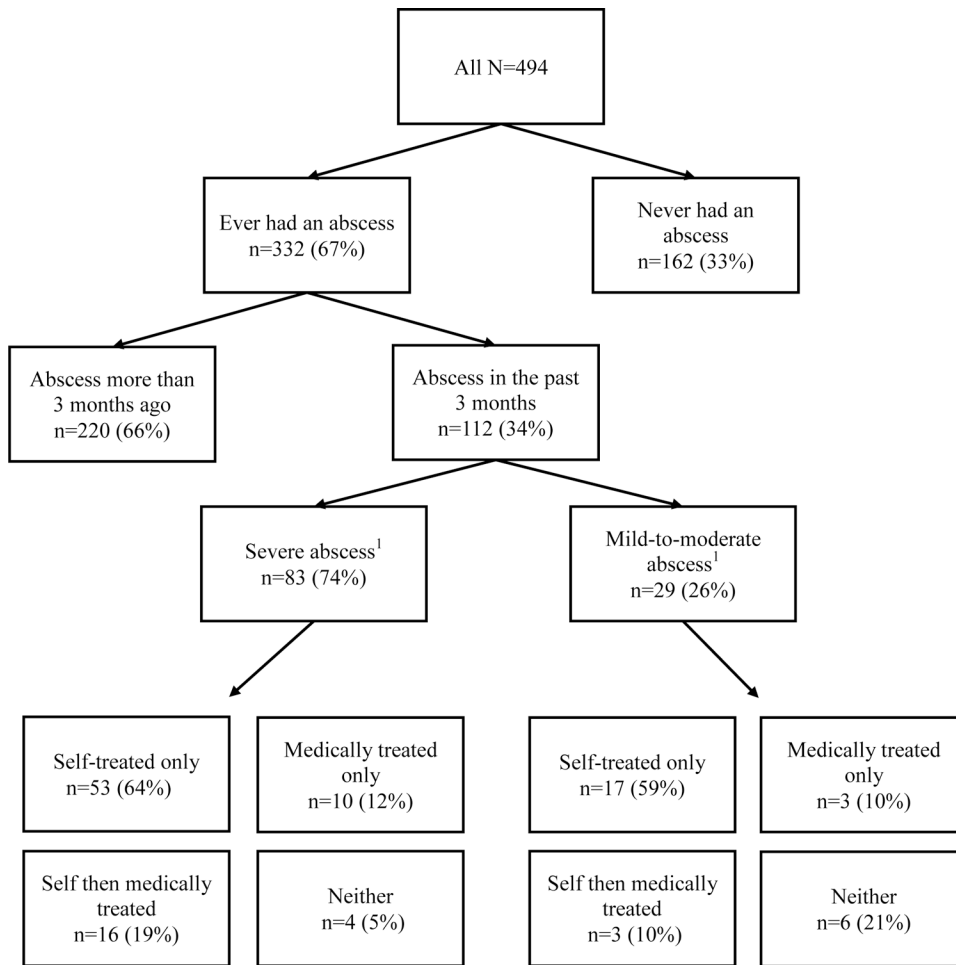 All N=494
Ever had an abscess
n=332 (67%)
Never had an
abscess
n=162 (33%)
Abscess more than
3 months ago
n=220 (66%)
Abscess in the past
3 months
n=112 (34%)
Severe abscess¹
n=83 (74%)
Mild-to-moderate
abscess¹
n=29 (26%)
Self-treated only
n=53 (64%)
Medically treated
only
n=10 (12%)
Self-treated only
n=17 (59%)
Medically treated
only
n=3 (10%)
Self then medically
treated
n=16 (19%)
Neither
n=4 (5%)
Self then medically
treated
n=3 (10%)
Neither
n=6 (21%)